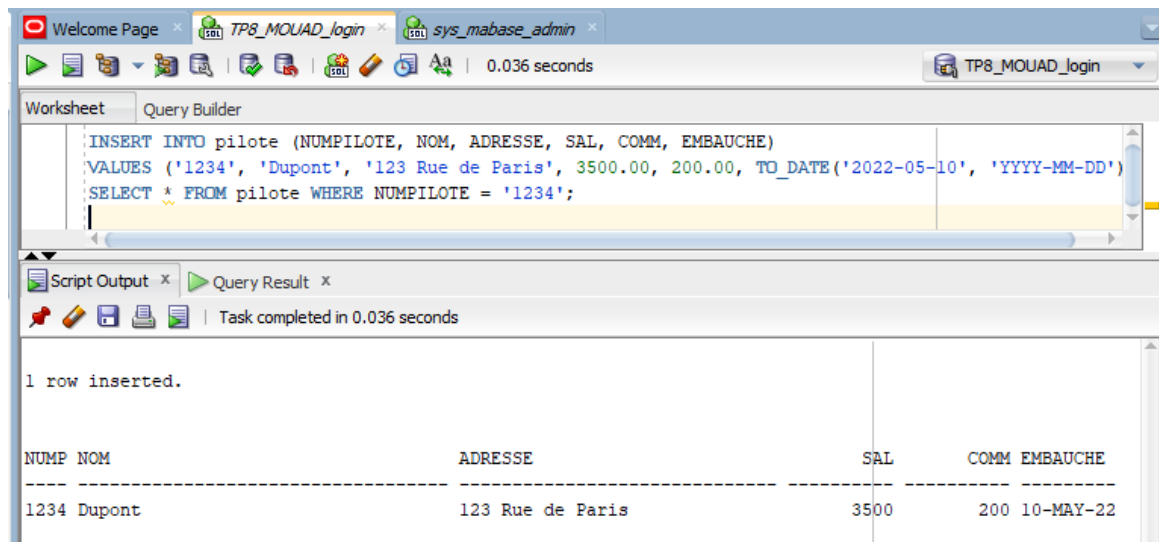 Welcome Page TP8_MOUAD_login sys_mabase_admin
0.036 seconds TP8_MOUAD_login
Worksheet Query Builder
INSERT INTO pilote (NUMPILOTE, NOM, ADRESSE, SAL, COMM, EMBAUCHE)
VALUES ('1234', 'Dupont', '123 Rue de Paris', 3500.00, 200.00, TO_DATE('2022-05-10', 'YYYY-MM-DD')
SELECT * FROM pilote WHERE NUMPILOTE = '1234';
Script Output x Query Result x
Task completed in 0.036 seconds
1 row inserted.
NUMP NOM ADRESSE SAL COMM EMBAUCHE
---- ----------------------------------- ------------------------------ ---------- ---------- ---------
1234 Dupont 123 Rue de Paris 3500 200 10-MAY-22